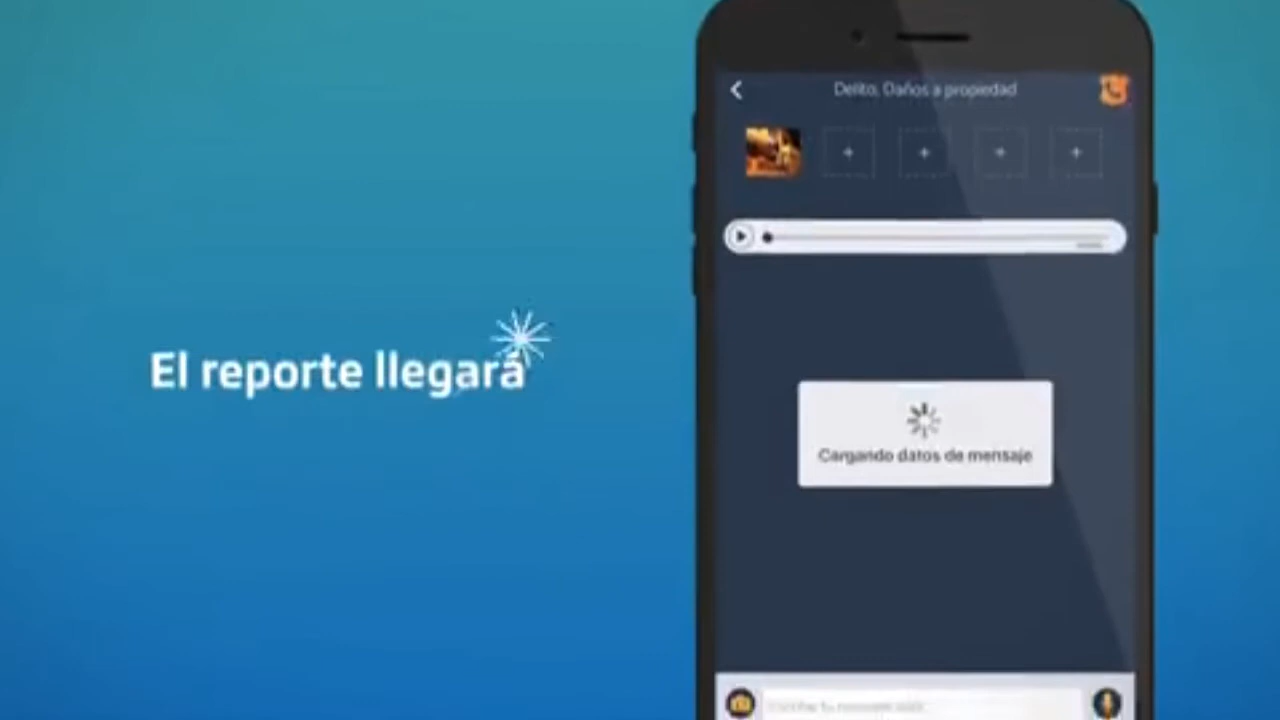 El reporte llegará
Delito, Daños a propiedad
+ + + +
Cargando datos de mensaje